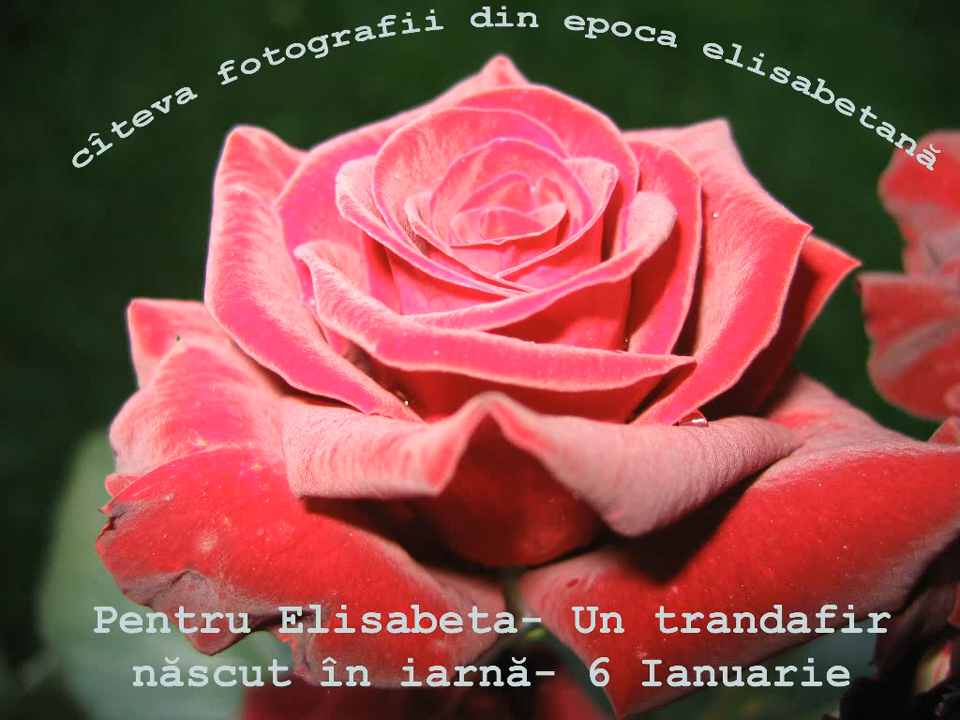 cîteva fotografii din epoca elisabetană
Pentru Elisabeta- Un trandafir
născut în iarnă- 6 Ianuarie